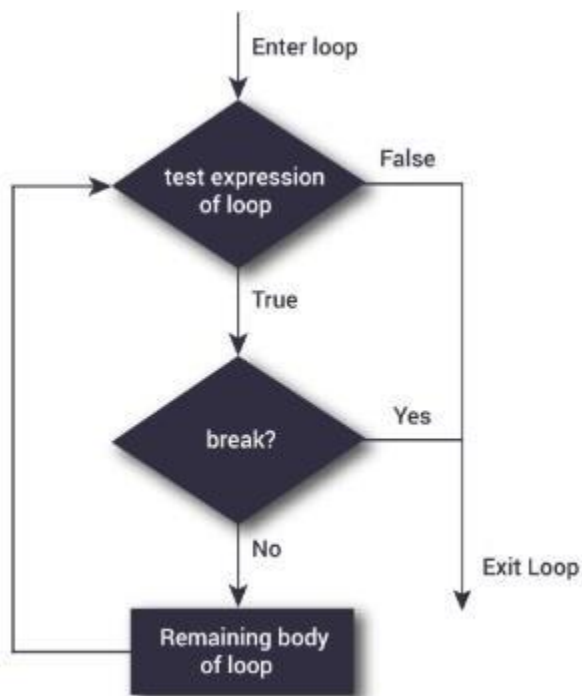 Enter loop
test expression
of loop
False
True
break?
Yes
No
Exit Loop
Remaining body
of loop